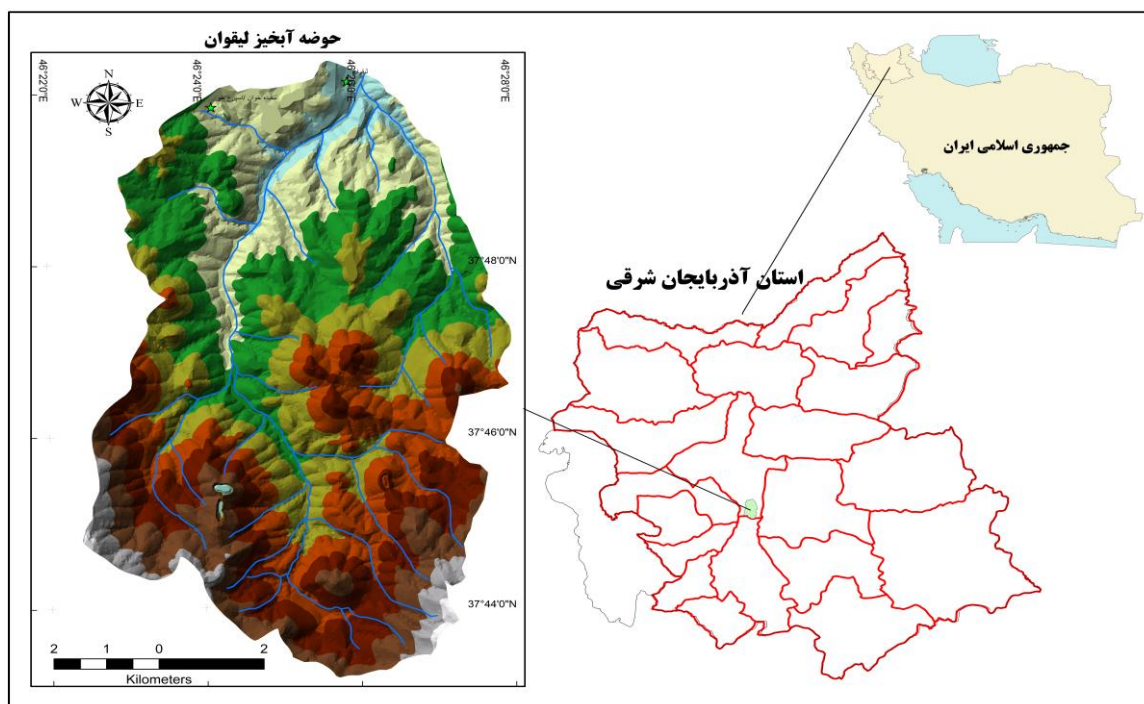 حوضه آبخیز لیقوان
46°22'0"E
46°24'0"E
46°28'0"E
N
W
E
S
37°48'0"N
37°46'0"N
37°44'0"N
2
1
0
2
Kilometers
جمهوری اسلامی ایران
استان آذربایجان شرقی